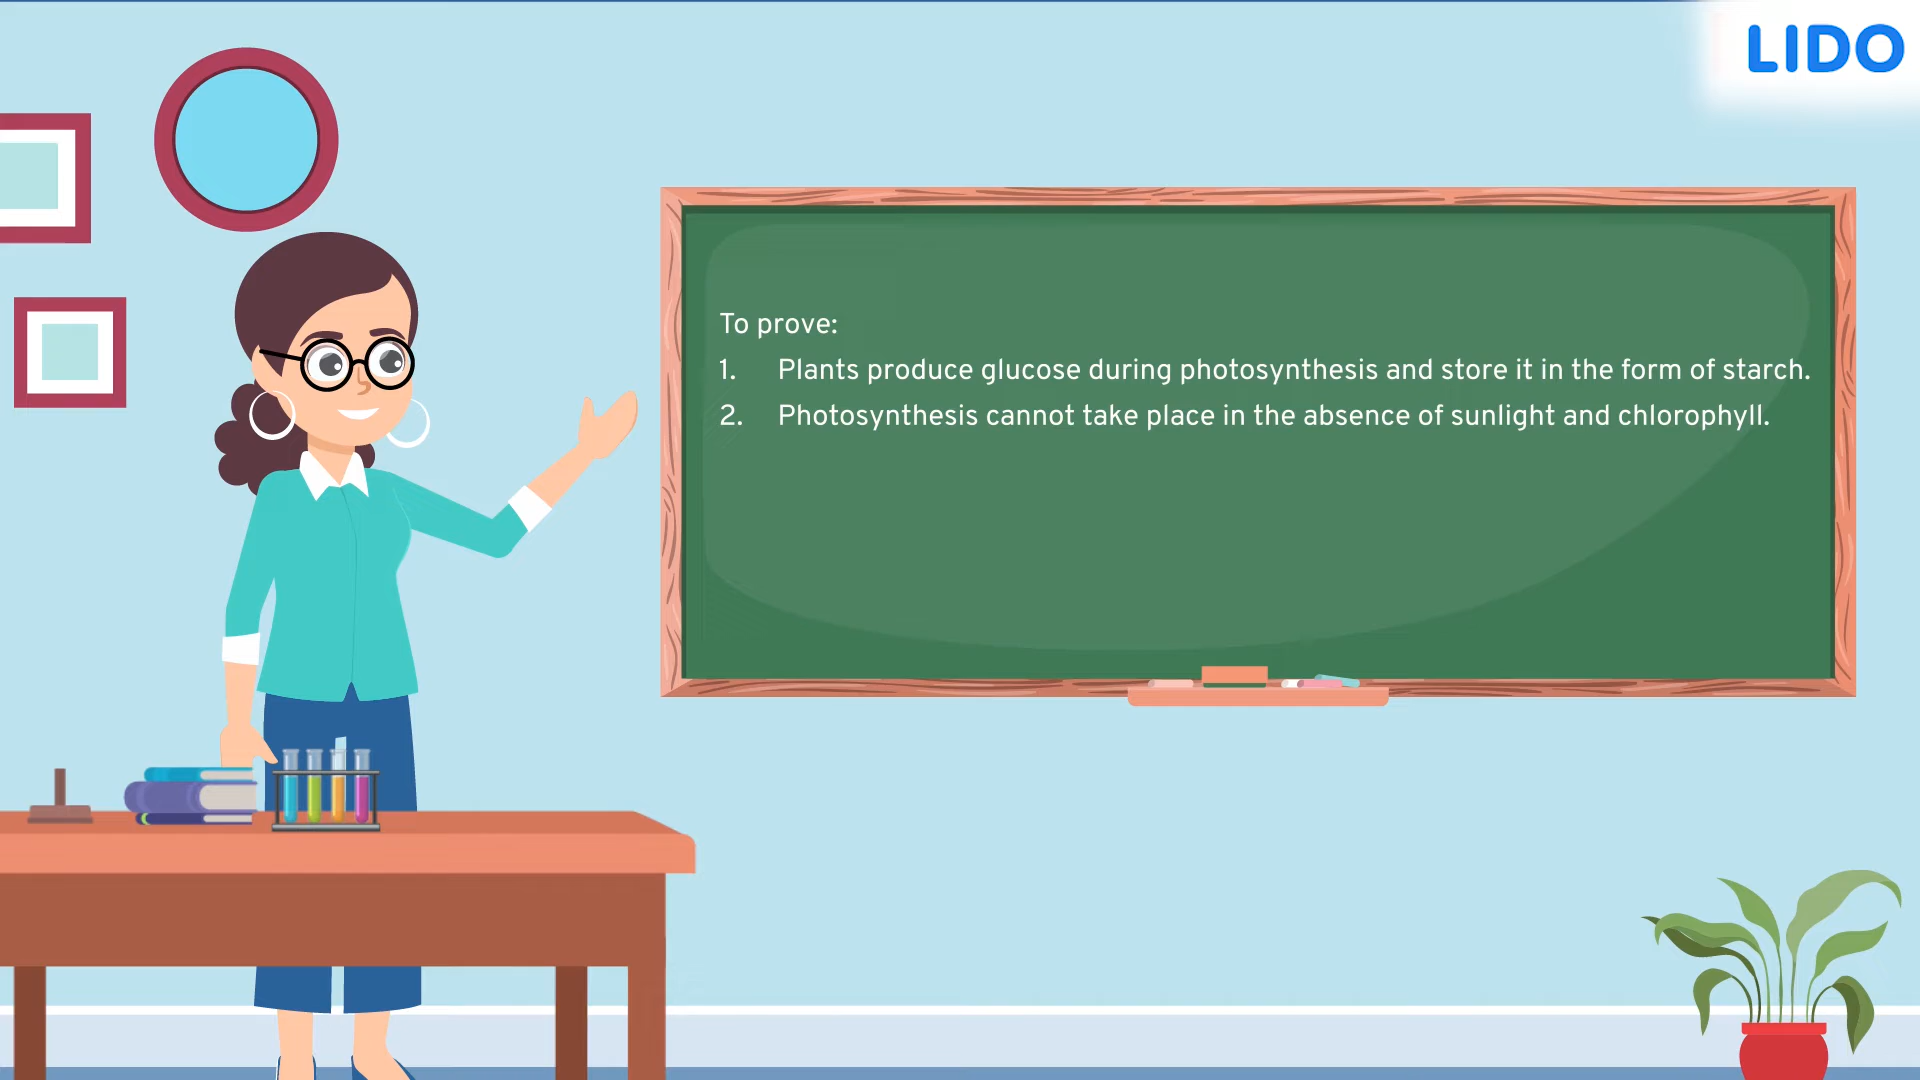 LIDO
To prove:
1. Plants produce glucose during photosynthesis and store it in the form of starch.
2. Photosynthesis cannot take place in the absence of sunlight and chlorophyll.